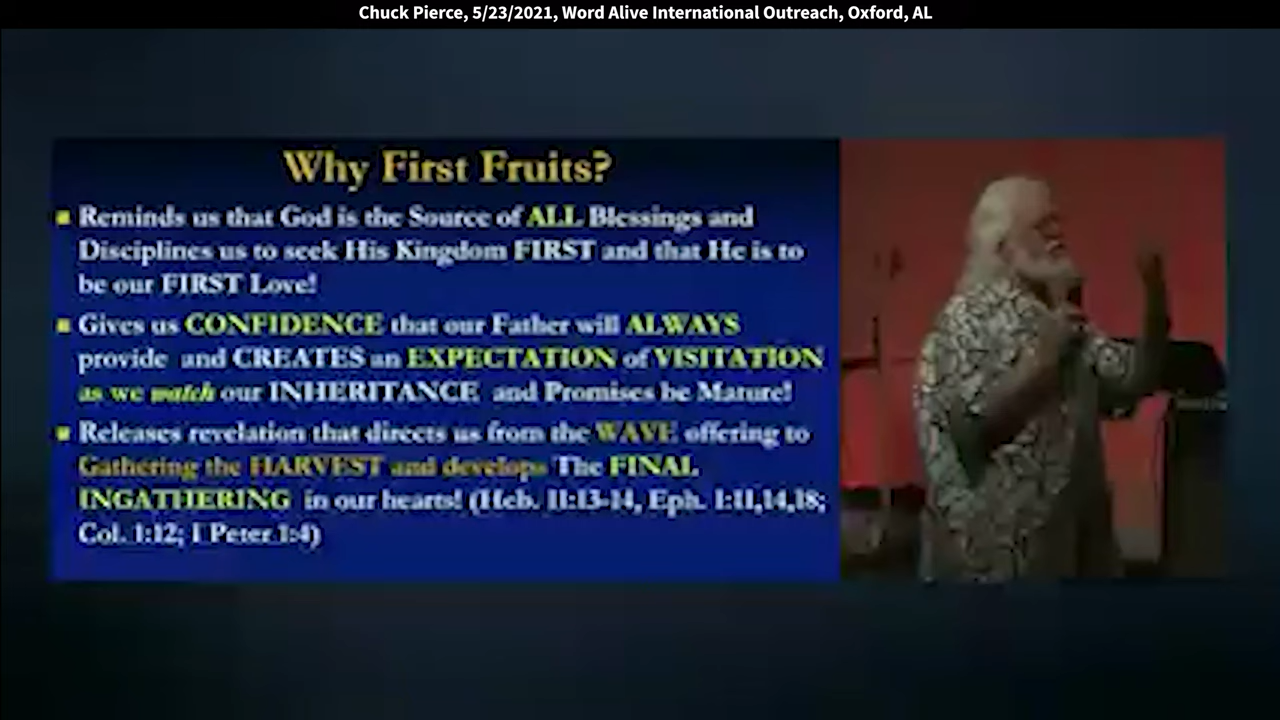 Chuck Pierce, 5/23/2021, Word Alive International Outreach, Oxford, AL
Why First Fruits?
Reminds us that God is the Source of ALL Blessings and
Disciplines us to seek His Kingdom FIRST and that He is to
be our FIRST Love!
Gives us CONFIDENCE that our Father will ALWAYS
provide and CREATES an EXPECTATION of VISITATION
as we watch our INHERITANCE and Promises be Mature!
Releases revelation that directs us from the WAVE offering to
Gathering the HARVEST and develops The FINAL
INGATHERING in our hearts! (Heb. 11:13-14, Eph. 1:11,14,18;
Col. 1:12; I Peter 1:4)